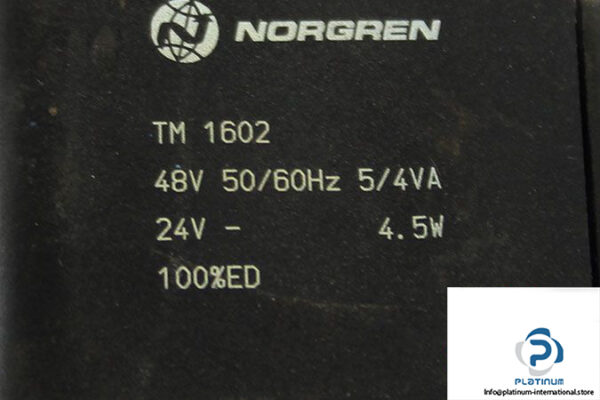 NORGREN
TM 1602
48V 50/60Hz 5/4VA
24V - 4.5W
100%ED
PLATINUM
Info@platinum-international.store